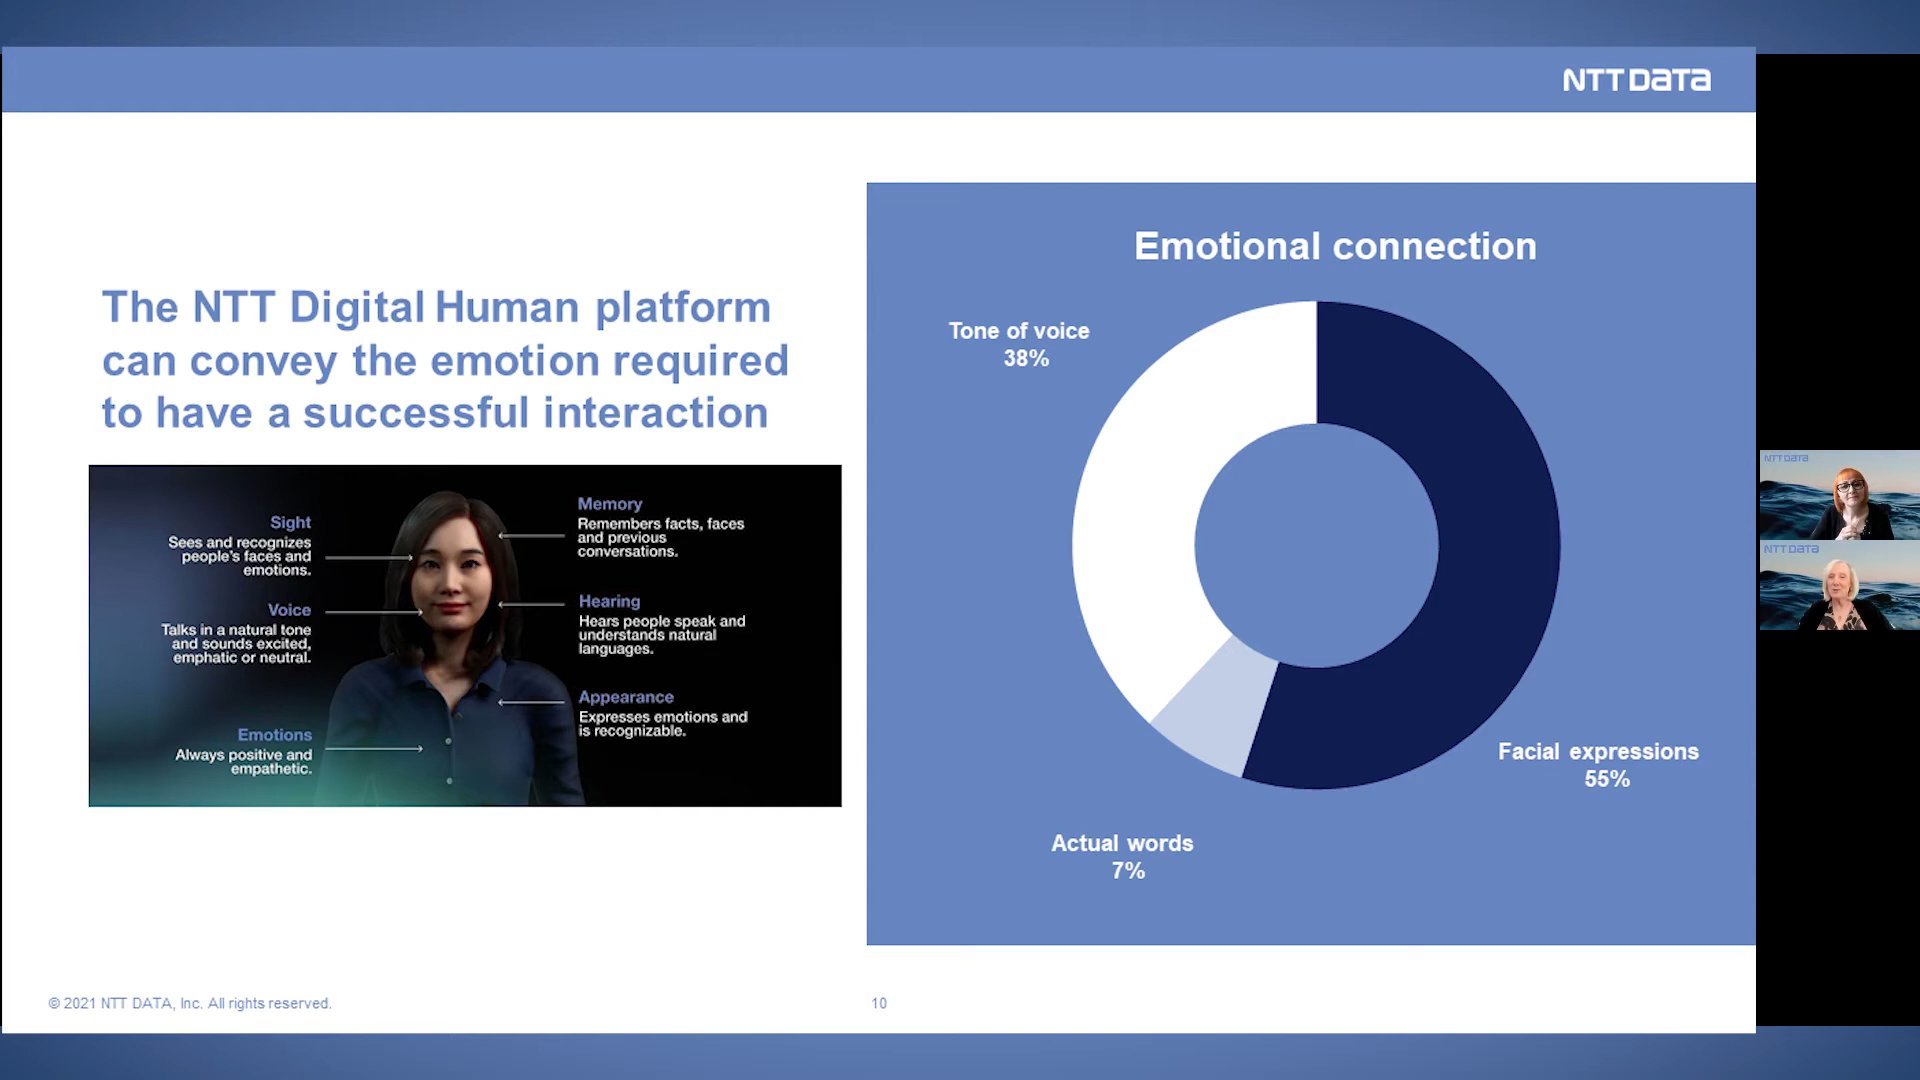 NTT DATA
The NTT Digital Human platform
can convey the emotion required
to have a successful interaction
Sight
Sees and recognizes
people's faces and
emotions.
Voice
Talks in a natural tone
and sounds excited,
emphatic or neutral.
Emotions
Always positive and
empathetic.
Memory
Remembers facts, faces
and previous
conversations.
Hearing
Hears people speak and
understands natural
languages.
Appearance
Expresses emotions and
is recognizable.
Emotional connection
Tone of voice
38%
Facial expressions
55%
Actual words
7%
NTT DATA
NTT DATA
© 2021 NTT DATA, Inc. All rights reserved.
10